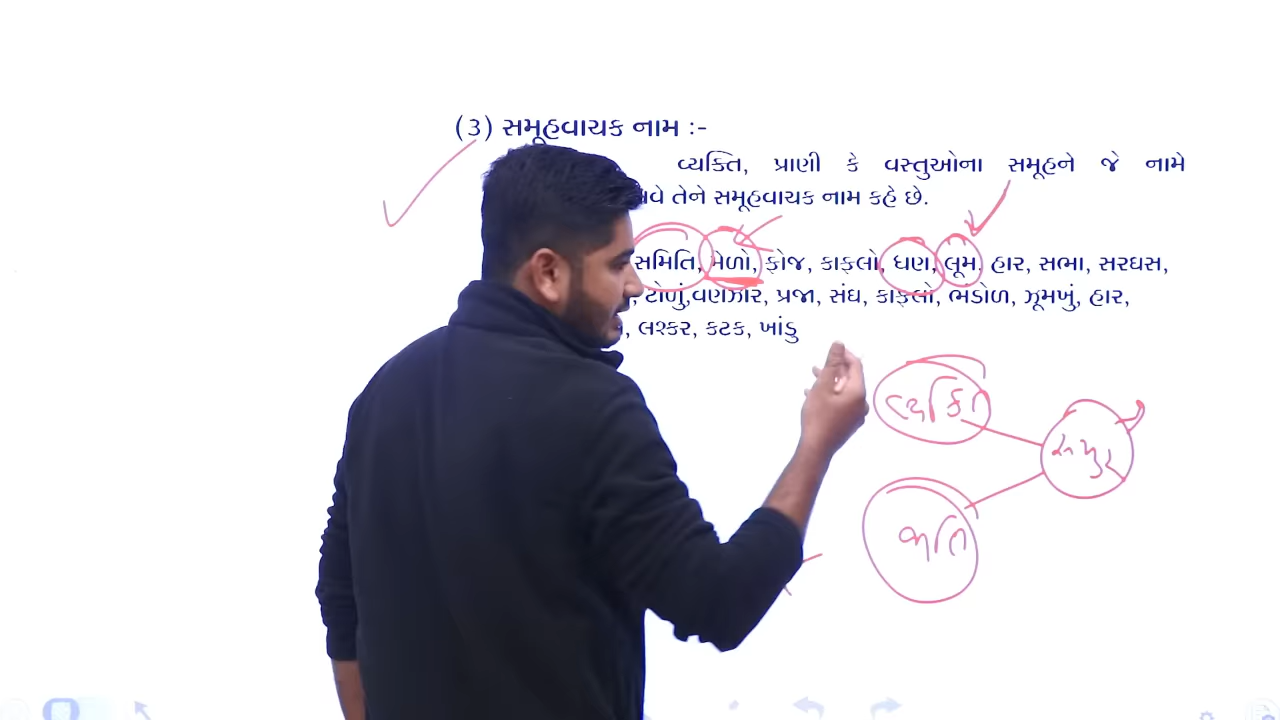 (3) સમૂહવાચક નામ :-
વ્યક્તિ, પ્રાણી કે વસ્તુઓના સમૂહને જે નામે
તેને સમૂહવાચક નામ કહે છે.
સમિતિ, મેળો, ફોજ, કાફલો, ધણ, લૂમ, હાર, સભા, સરઘસ,
ટોળું,વણઝાર, પ્રજા, સંઘ, કાફલો, ભંડોળ, ઝૂમખું, હાર,
લશ્કર, કટક, ખાંડુ
વ્યક્તિ
સમુહ
જાતિ